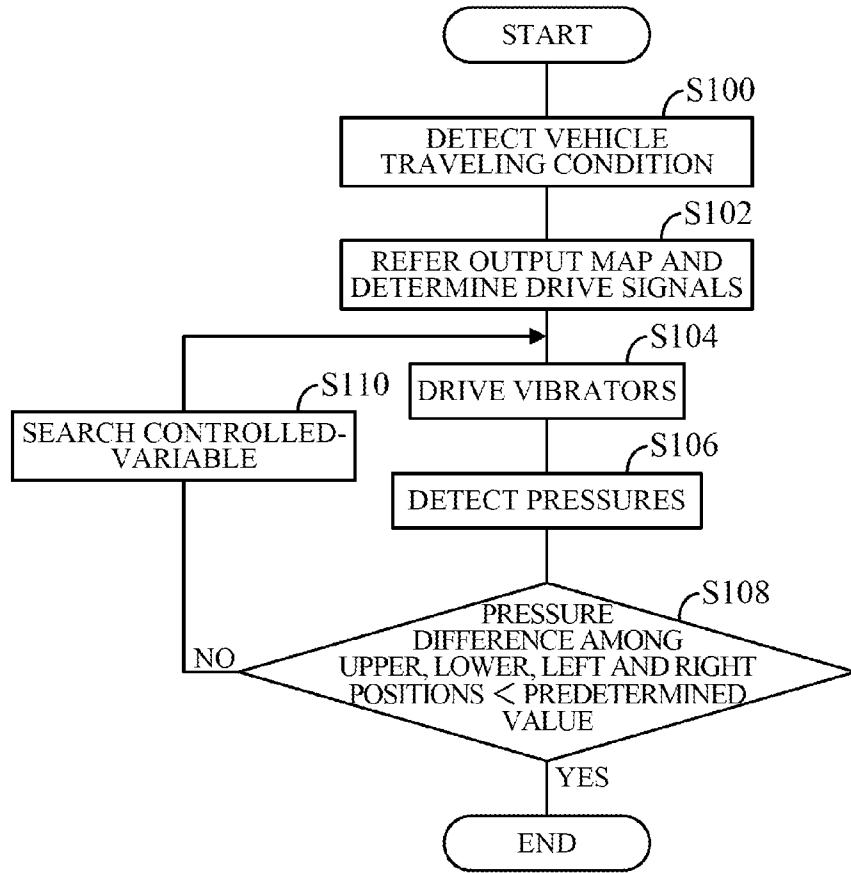 START
S100
DETECT VEHICLE
TRAVELING CONDITION
S102
REFER OUTPUT MAP AND
DETERMINE DRIVE SIGNALS
S104
DRIVE VIBRATORS
S110
SEARCH CONTROLLED-
VARIABLE
S106
DETECT PRESSURES
S108
PRESSURE
DIFFERENCE AMONG
UPPER, LOWER, LEFT AND RIGHT
POSITIONS < PREDETERMINED
VALUE
NO
YES
END